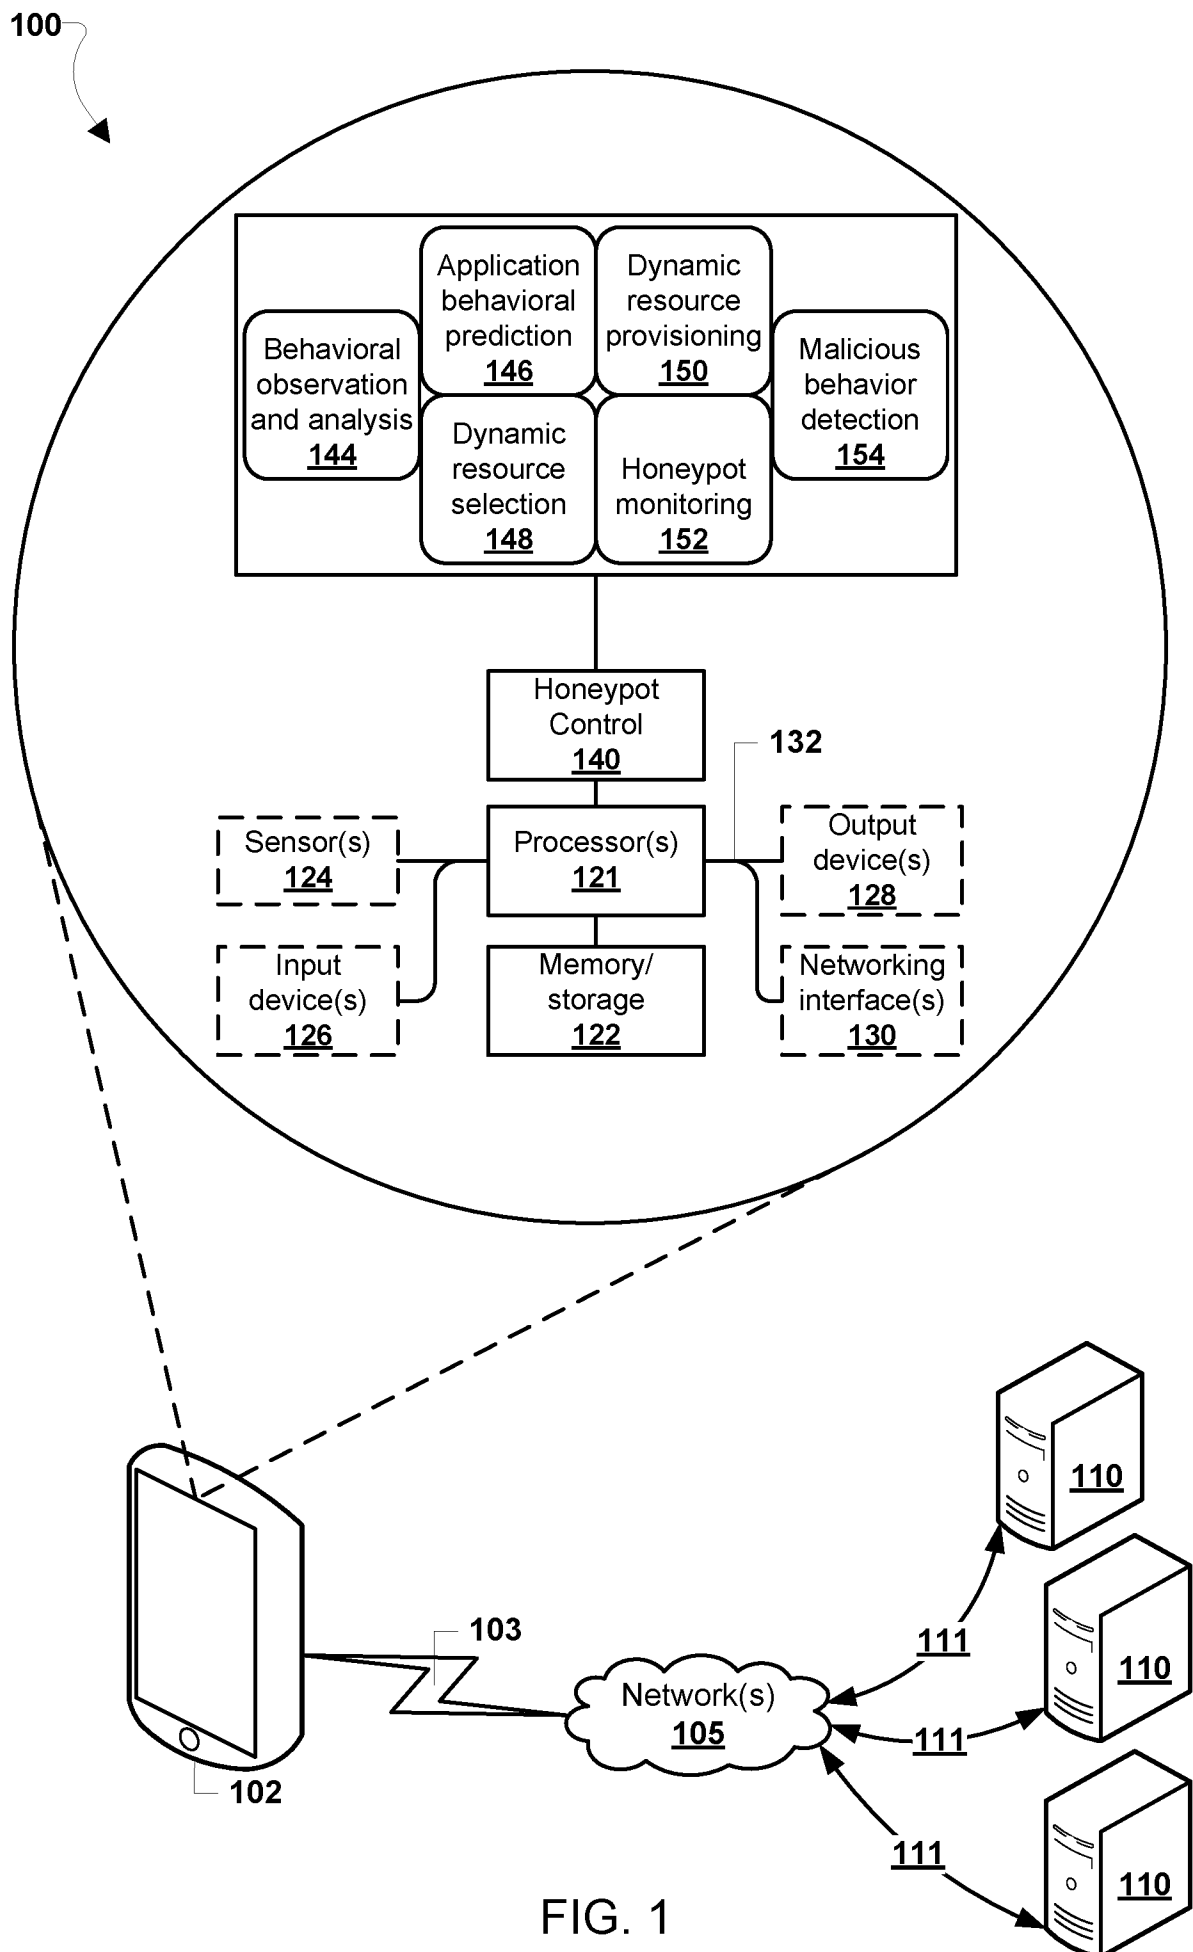 100
Application
behavioral
prediction
146
Dynamic
resource
provisioning
150
Behavioral
observation
and analysis
144
Malicious
behavior
detection
154
Dynamic
resource
selection
148
Honeypot
monitoring
152
Honeypot
Control
140
132
Sensor(s)
124
Processor(s)
121
Output
device(s)
128
Input
device(s)
126
Memory/
storage
122
Networking
interface(s)
130
110
103
111
110
Network(s)
105
111
102
111
110
FIG. 1